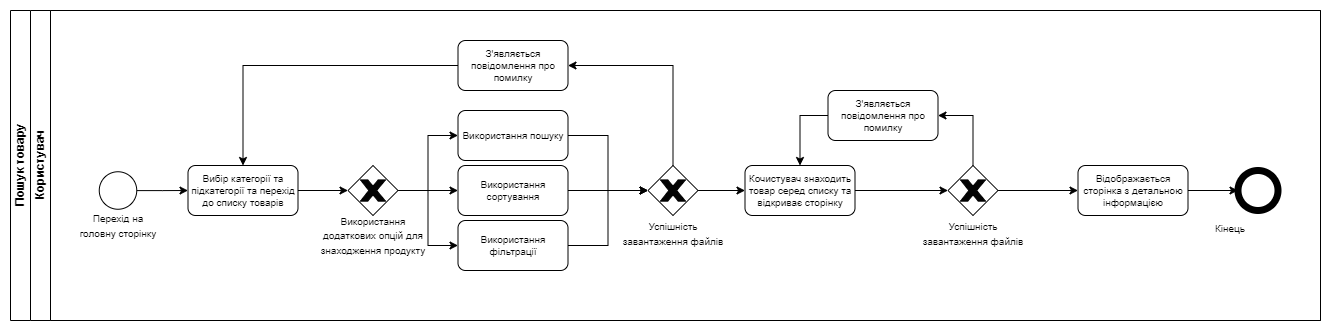 Пошук товару
Користувач
Перехід на
головну сторінку
Вибір категорії та
підкатегорії та перехід
до списку товарів
Використання
додаткових опцій для
знаходження продукту
З'являється
повідомлення про
помилку
Використання пошуку
Використання
сортування
Використання
фільтрації
Успішність
завантаження файлів
З'являється
повідомлення про
помилку
Кочистувач знаходить
товар серед списку та
відкриває сторінку
Успішність
завантаження файлів
Відображається
сторінка з детальною
інформацією
Кінець